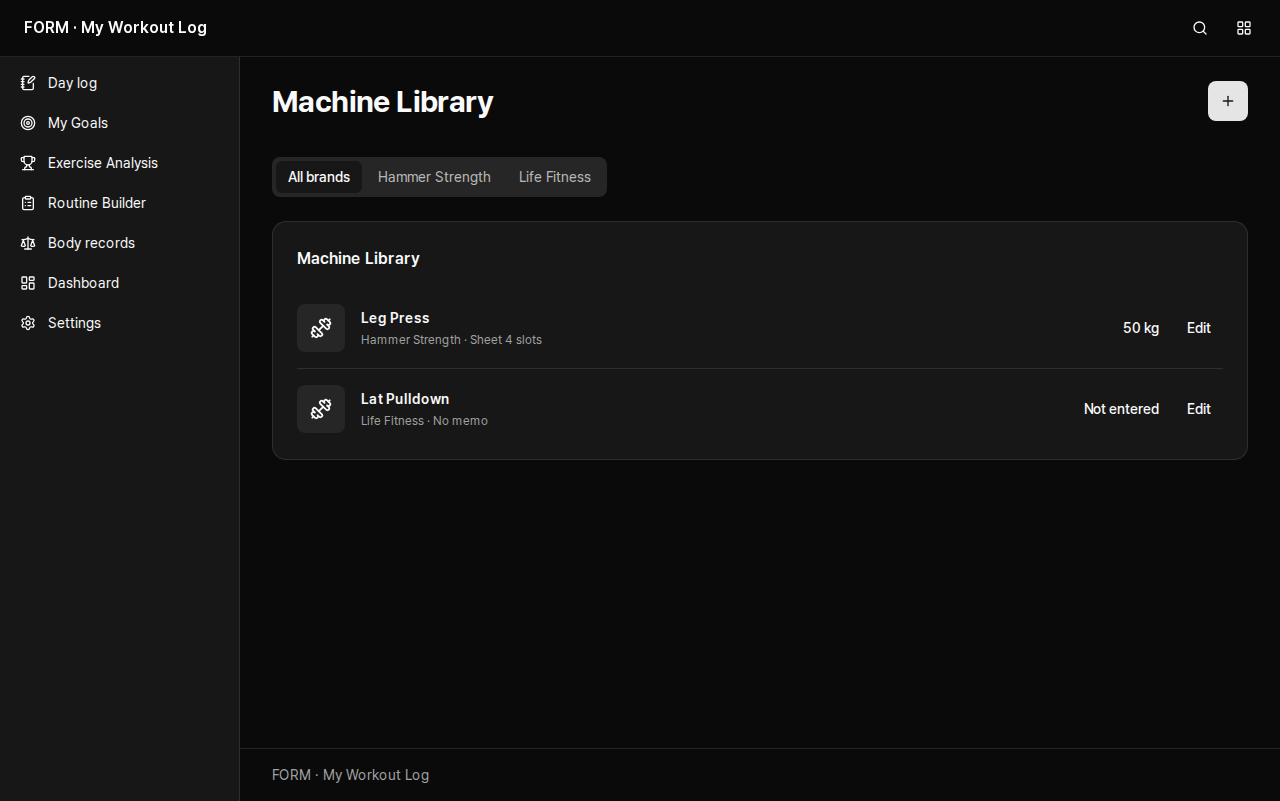 FORM · My Workout Log
Day log
My Goals
Exercise Analysis
Routine Builder
Body records
Dashboard
Settings
Machine Library
All brands
Hammer Strength
Life Fitness
Machine Library
Leg Press
Hammer Strength · Sheet 4 slots
50 kg
Edit
Lat Pulldown
Life Fitness · No memo
Not entered
Edit
FORM · My Workout Log